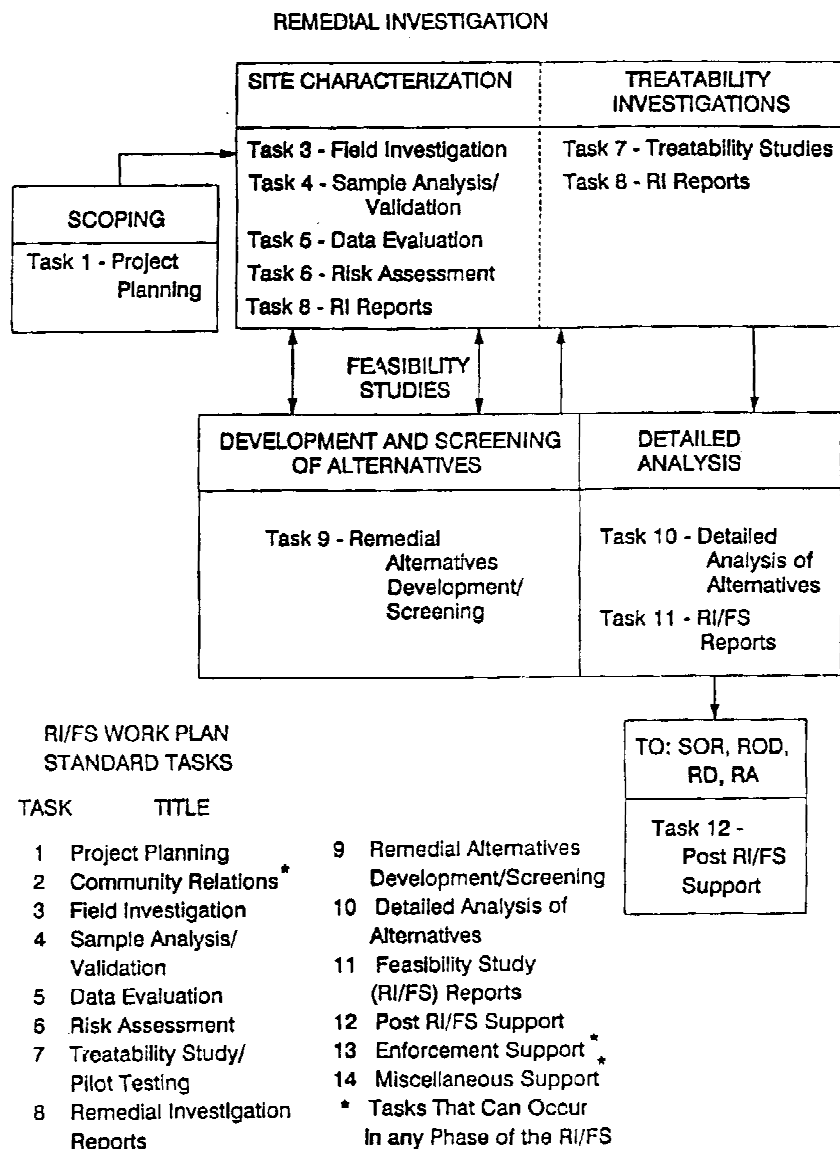 REMEDIAL INVESTIGATION
SITE CHARACTERIZATION
Task 3 - Field Investigation
Task 4 - Sample Analysis/
Validation
Task 5 - Data Evaluation
Task 6 - Risk Assessment
Task 8 - RI Reports
TREATABILITY
INVESTIGATIONS
Task 7 - Treatability Studies
Task 8 - RI Reports
SCOPING
Task 1 - Project
Planning
FEASIBILITY
STUDIES
DEVELOPMENT AND SCREENING
OF ALTERNATIVES
Task 9 - Remedial
Alternatives
Development/
Screening
DETAILED
ANALYSIS
Task 10 - Detailed
Analysis of
Alternatives
Task 11 - RI/FS
Reports
TO: SOR, ROD,
RD, RA
Task 12 -
Post RI/FS
Support
RI/FS WORK PLAN
STANDARD TASKS
TASK TITLE
1 Project Planning
2 Community Relations*
3 Field Investigation
4 Sample Analysis/
Validation
5 Data Evaluation
6 Risk Assessment
7 Treatability Study/
Pilot Testing
8 Remedial Investigation
Reports
9 Remedial Alternatives
Development/Screening
10 Detailed Analysis of
Alternatives
11 Feasibility Study
(RI/FS) Reports
12 Post RI/FS Support
13 Enforcement Support*
14 Miscellaneous Support*
* Tasks That Can Occur
In any Phase of the RI/FS